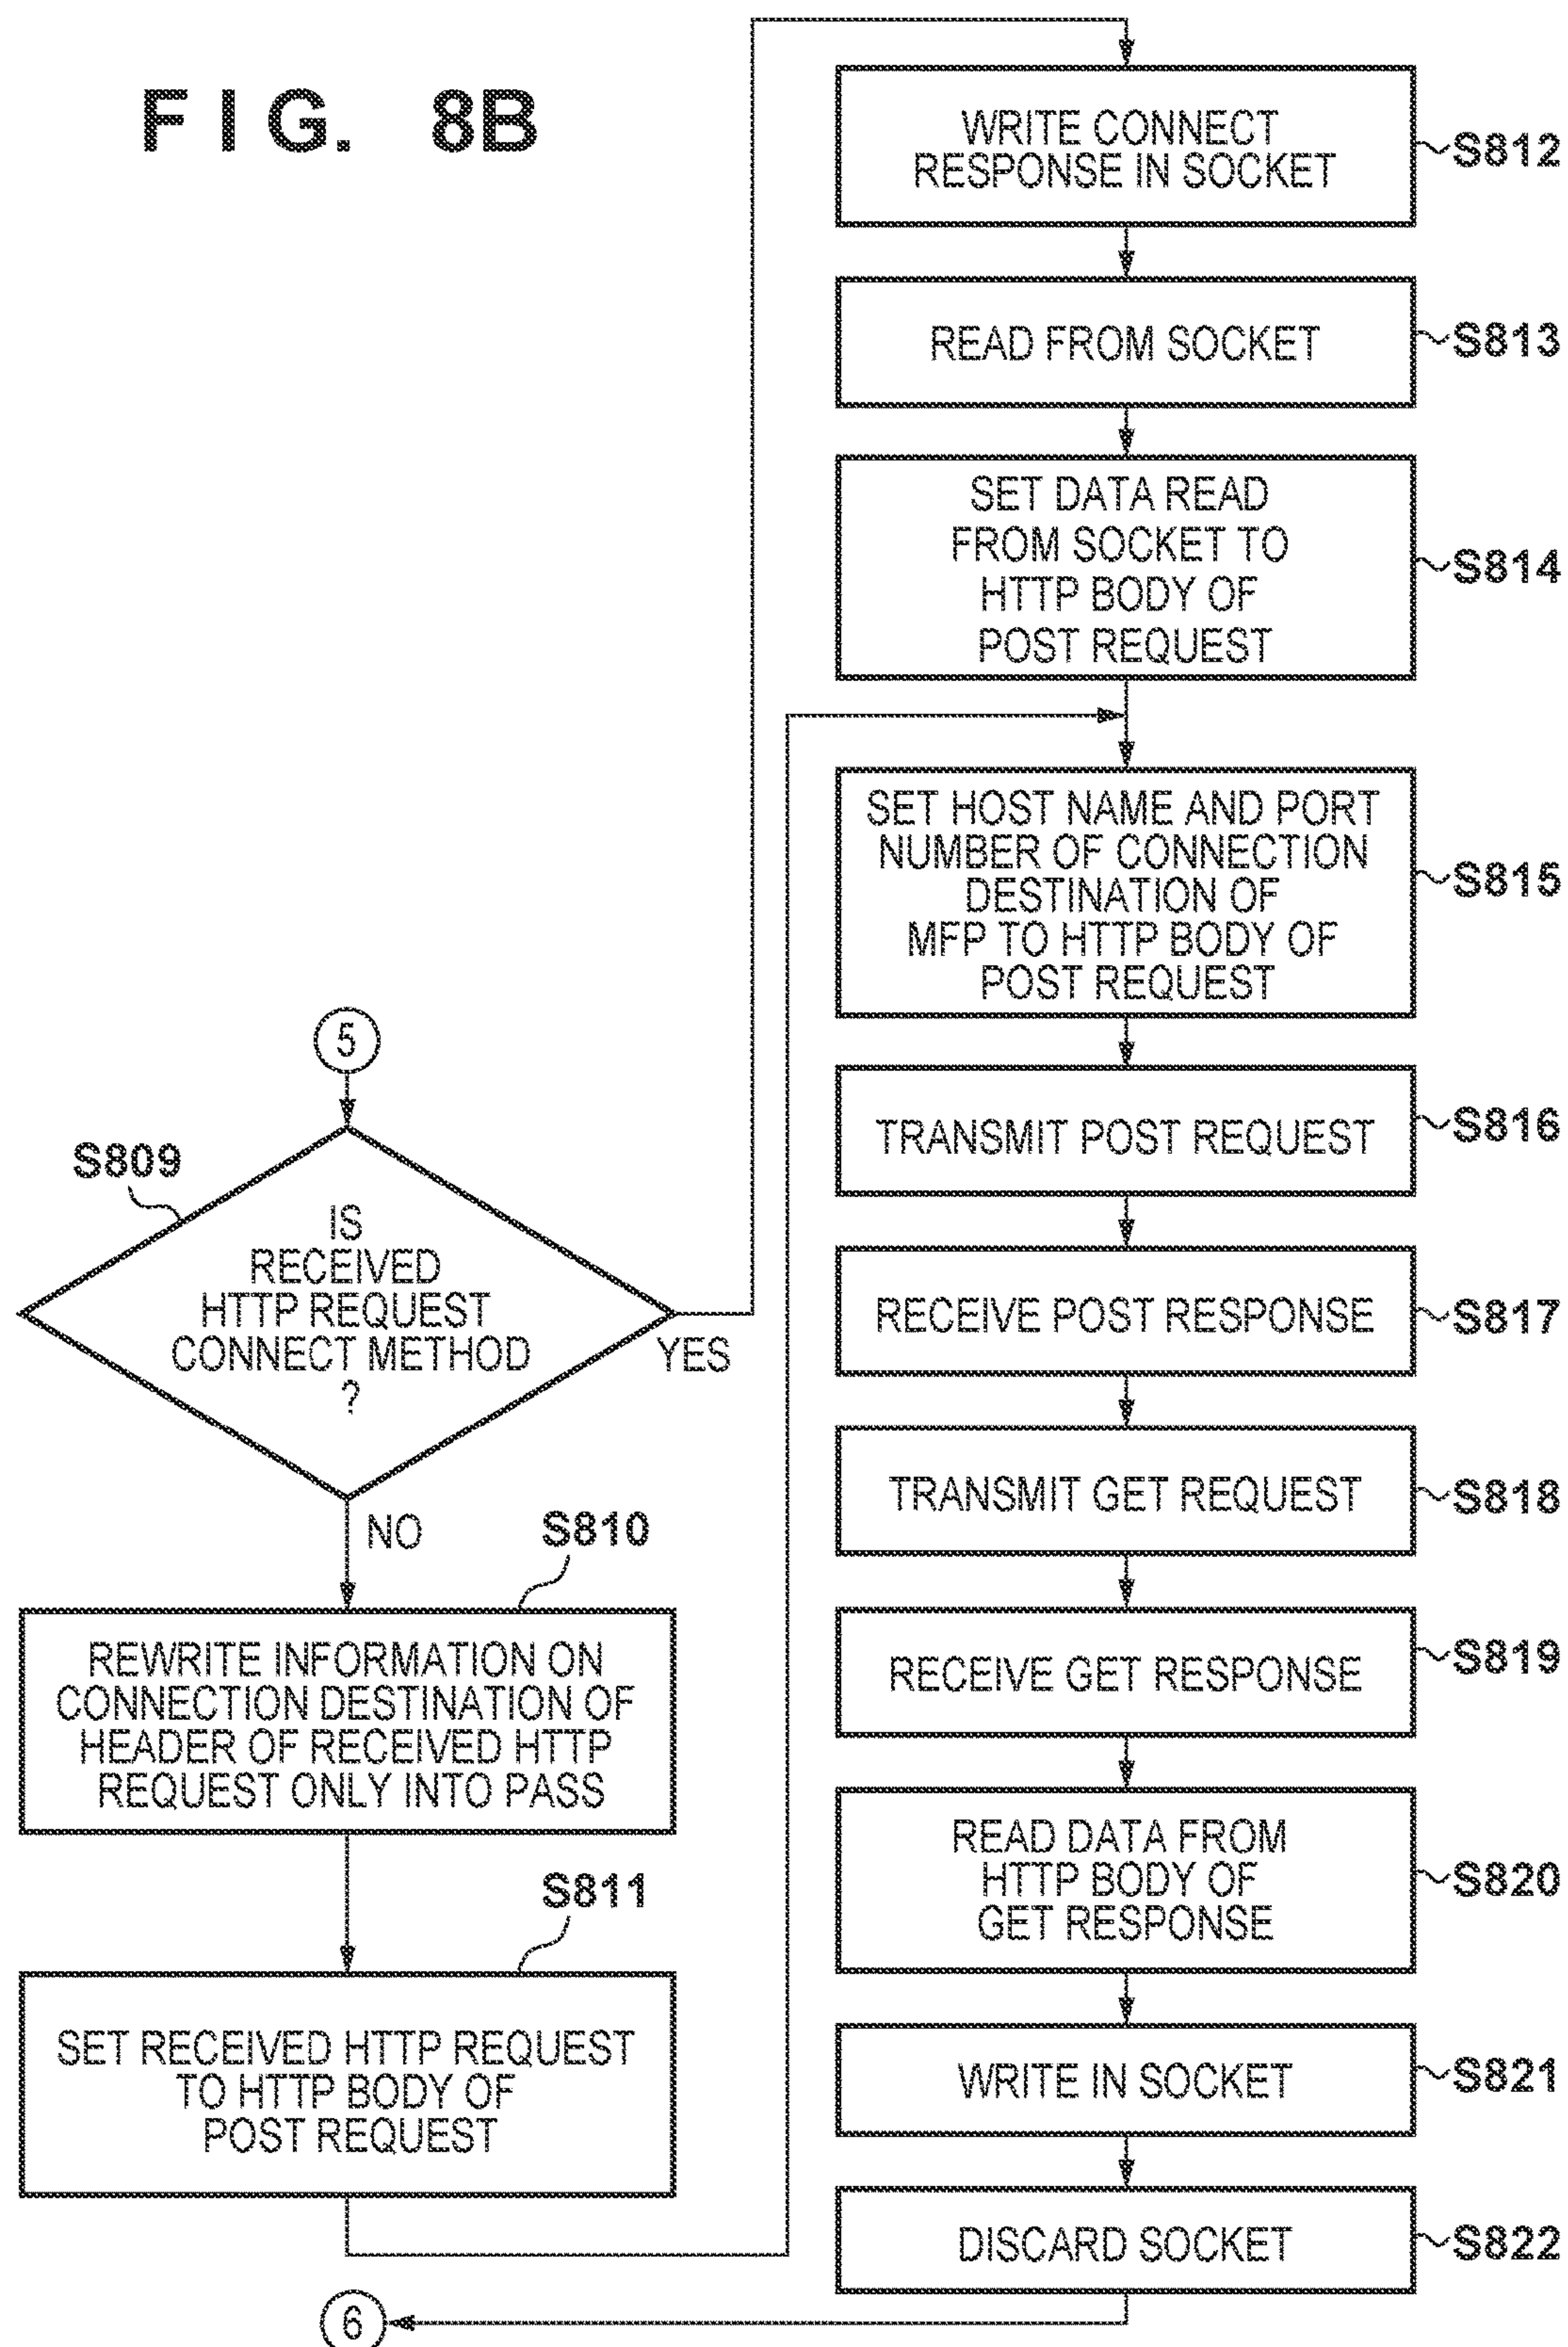 FIG. 8B
5
S809
IS
RECEIVED
HTTP REQUEST
CONNECT METHOD
?
YES
NO
S810
REWRITE INFORMATION ON
CONNECTION DESTINATION OF
HEADER OF RECEIVED HTTP
REQUEST ONLY INTO PASS
S811
SET RECEIVED HTTP REQUEST
TO HTTP BODY OF
POST REQUEST
WRITE CONNECT
RESPONSE IN SOCKET
S812
READ FROM SOCKET
S813
SET DATA READ
FROM SOCKET TO
HTTP BODY OF
POST REQUEST
S814
SET HOST NAME AND PORT
NUMBER OF CONNECTION
DESTINATION OF
MFP TO HTTP BODY OF
POST REQUEST
S815
TRANSMIT POST REQUEST
S816
RECEIVE POST RESPONSE
S817
TRANSMIT GET REQUEST
S818
RECEIVE GET RESPONSE
S819
READ DATA FROM
HTTP BODY OF
GET RESPONSE
S820
WRITE IN SOCKET
S821
DISCARD SOCKET
S822
6